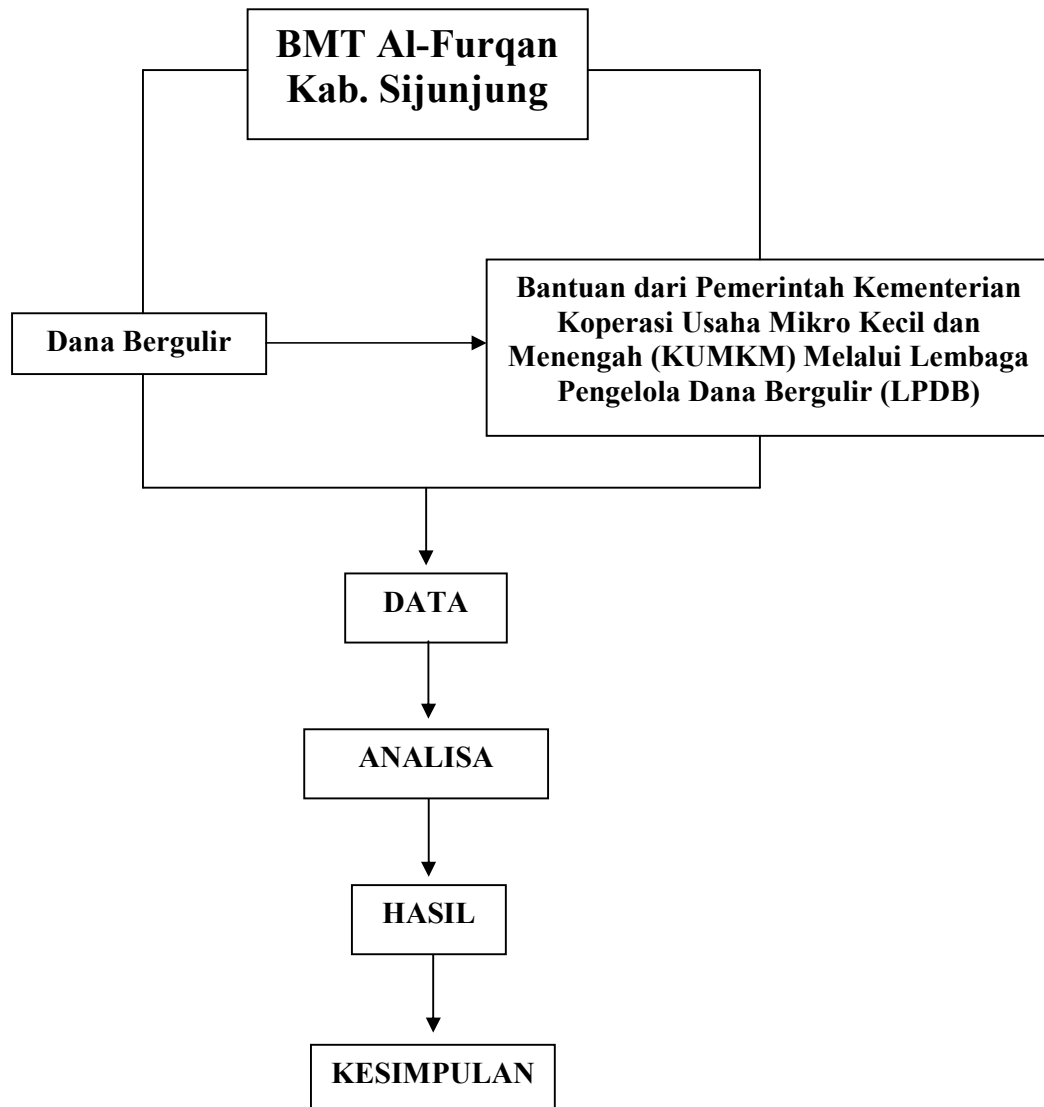 BMT Al-Furqan
Kab. Sijunjung
Dana Bergulir
Bantuan dari Pemerintah Kementerian
Koperasi Usaha Mikro Kecil dan
Menengah (KUMKM) Melalui Lembaga
Pengelola Dana Bergulir (LPDB)
DATA
ANALISA
HASIL
KESIMPULAN